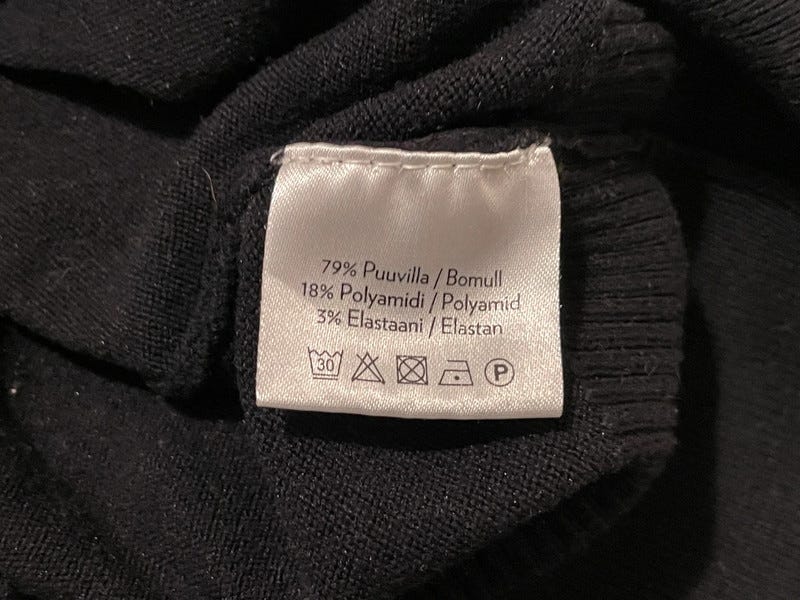 79% Puuvilla / Bomull
18% Polyamidi / Polyamid
3% Elastaani / Elastan
30 P